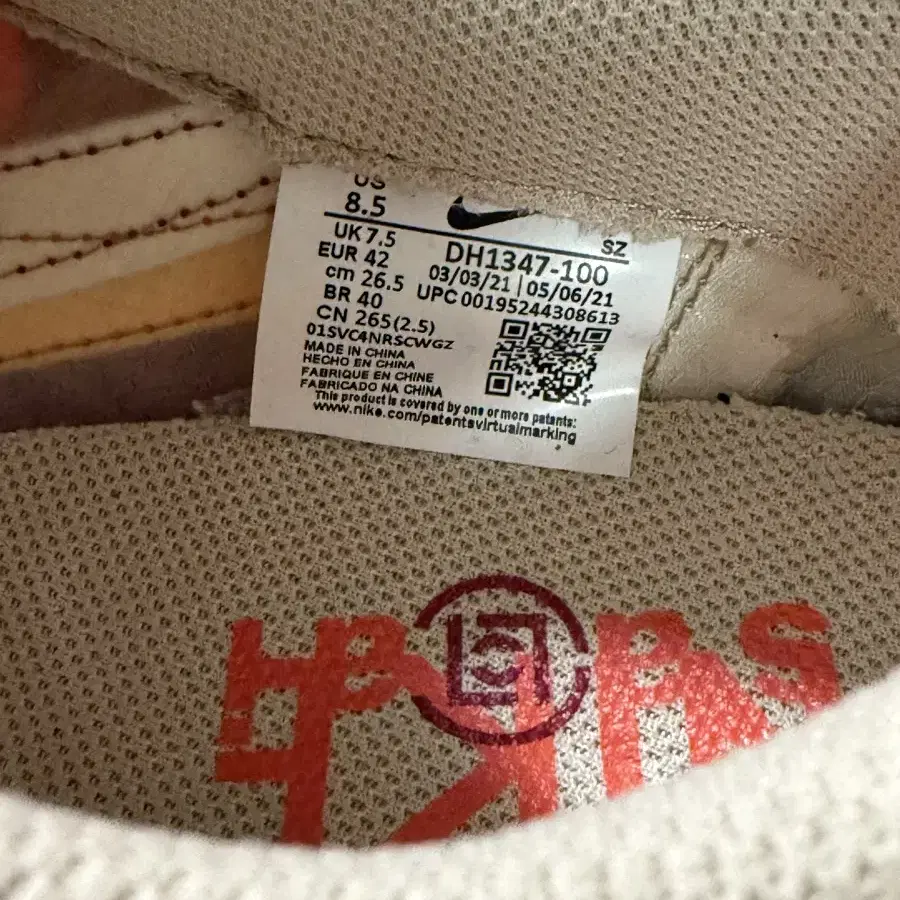 US
8.5
SZ
UK 7.5
EUR 42
cm 26.5
BR 40
CN 265(2.5)
DH1347-100
03/03/21 | 05/06/21
UPC 00195244308613
01SVC4NRSCWGZ
MADE IN CHINA
HECHO EN CHINA
FABRIQUE EN CHINE
FABRICADO NA CHINA
This product is covered by one or more patents:
www.nike.com/patentsvirtualmarking